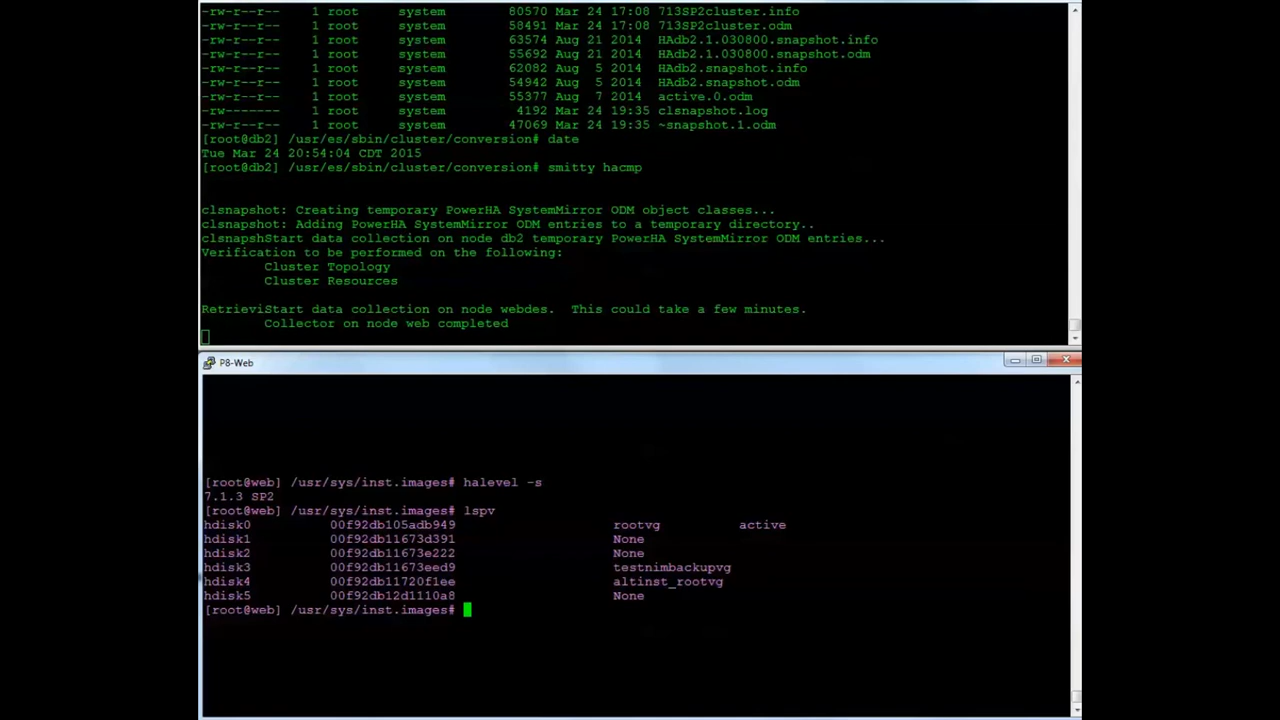 -rw-r--r-- 1 root system 80570 Mar 24 17:08 713SP2cluster.info
-rw-r--r-- 1 root system 58491 Mar 24 17:08 713SP2cluster.odm
-rw-r--r-- 1 root system 63574 Aug 21 2014 HAdb2.1.030800.snapshot.info
-rw-r--r-- 1 root system 55692 Aug 21 2014 HAdb2.1.030800.snapshot.odm
-rw-r--r-- 1 root system 62082 Aug 5 2014 HAdb2.snapshot.info
-rw-r--r-- 1 root system 54942 Aug 5 2014 HAdb2.snapshot.odm
-rw-r--r-- 1 root system 55377 Aug 7 2014 active.0.odm
-rw------- 1 root system 4192 Mar 24 19:35 clsnapshot.log
-rw-r--r-- 1 root system 47069 Mar 24 19:35 ~snapshot.1.odm
[root@db2] /usr/es/sbin/cluster/conversion# date
Tue Mar 24 20:54:04 CDT 2015
[root@db2] /usr/es/sbin/cluster/conversion# smitty hacmp
clsnapshot: Creating temporary PowerHA SystemMirror ODM object classes...
clsnapshot: Adding PowerHA SystemMirror ODM entries to a temporary directory..
clsnapshStart data collection on node db2 temporary PowerHA SystemMirror ODM entries...
Verification to be performed on the following:
Cluster Topology
Cluster Resources
RetrieviStart data collection on node webdes. This could take a few minutes.
Collector on node web completed
P8-Web
[root@web] /usr/sys/inst.images# halevel -s
7.1.3 SP2
[root@web] /usr/sys/inst.images# lspv
hdisk0 00f92db105adb949 rootvg active
hdisk1 00f92db11673d391 None
hdisk2 00f92db11673e222 None
hdisk3 00f92db11673eed9 testnimbackupvg
hdisk4 00f92db11720f1ee altinst_rootvg
hdisk5 00f92db12d1110a8 None
[root@web] /usr/sys/inst.images#